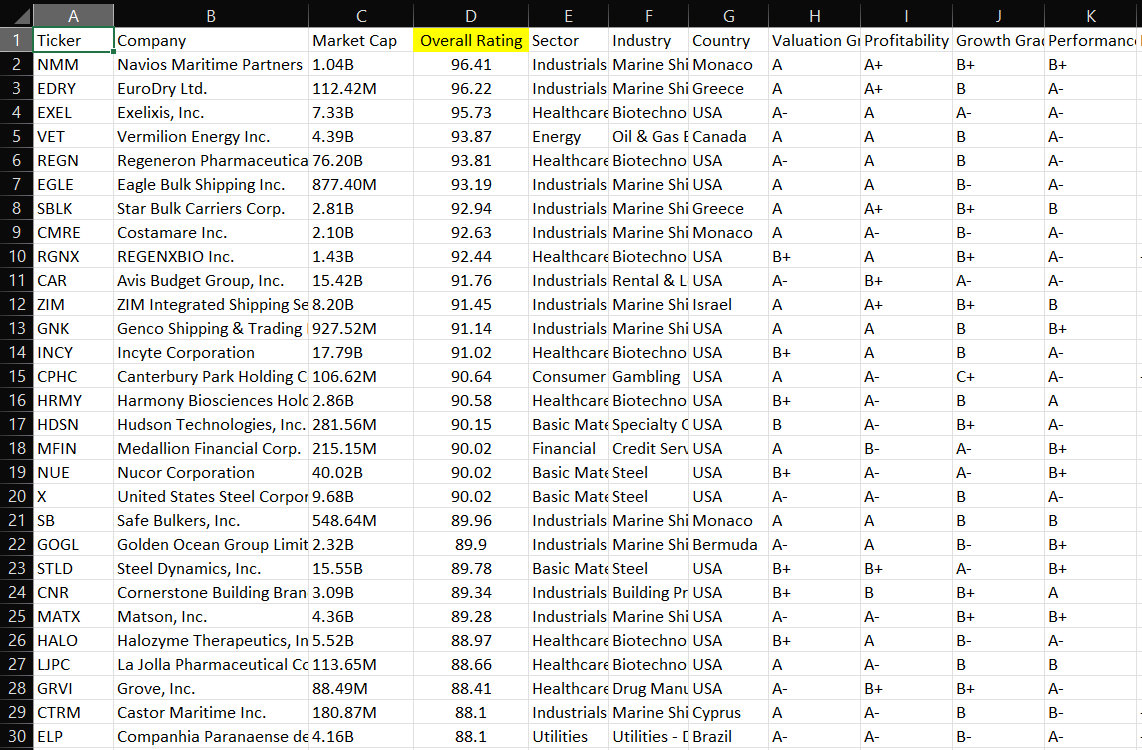 A B C D E F G H I J K
1 Ticker Company Market Cap Overall Rating Sector Industry Country Valuation Gr Profitability Growth Grad Performance
2 NMM Navios Maritime Partners 1.04B 96.41 Industrials Marine Shi Monaco A A+ B+ B+
3 EDRY EuroDry Ltd. 112.42M 96.22 Industrials Marine Shi Greece A A+ B A-
4 EXEL Exelixis, Inc. 7.33B 95.73 Healthcare Biotechno USA A- A A- A-
5 VET Vermilion Energy Inc. 4.39B 93.87 Energy Oil & Gas E Canada A A B A-
6 REGN Regeneron Pharmaceutica 76.20B 93.81 Healthcare Biotechno USA A- A B A-
7 EGLE Eagle Bulk Shipping Inc. 877.40M 93.19 Industrials Marine Shi USA A A B- A-
8 SBLK Star Bulk Carriers Corp. 2.81B 92.94 Industrials Marine Shi Greece A A+ B+ B
9 CMRE Costamare Inc. 2.10B 92.63 Industrials Marine Shi Monaco A A- B- A-
10 RGNX REGENXBIO Inc. 1.43B 92.44 Healthcare Biotechno USA B+ A B+ A-
11 CAR Avis Budget Group, Inc. 15.42B 91.76 Industrials Rental & L USA A- B+ A- A-
12 ZIM ZIM Integrated Shipping Se 8.20B 91.45 Industrials Marine Shi Israel A A+ B+ B
13 GNK Genco Shipping & Trading 927.52M 91.14 Industrials Marine Shi USA A A B B+
14 INCY Incyte Corporation 17.79B 91.02 Healthcare Biotechno USA B+ A B A-
15 CPHC Canterbury Park Holding C 106.62M 90.64 Consumer Gambling USA A A- C+ A-
16 HRMY Harmony Biosciences Hold 2.86B 90.58 Healthcare Biotechno USA B+ A- B A
17 HDSN Hudson Technologies, Inc. 281.56M 90.15 Basic Mate Specialty C USA B A- B+ A-
18 MFIN Medallion Financial Corp. 215.15M 90.02 Financial Credit Serv USA A B- A- B+
19 NUE Nucor Corporation 40.02B 90.02 Basic Mate Steel USA B+ A- A- B+
20 X United States Steel Corpor 9.68B 90.02 Basic Mate Steel USA A- A- B A
21 SB Safe Bulkers, Inc. 548.64M 89.96 Industrials Marine Shi Monaco A A B B
22 GOGL Golden Ocean Group Limit 2.32B 89.9 Industrials Marine Shi Bermuda A- A B- B+
23 STLD Steel Dynamics, Inc. 15.55B 89.78 Basic Mate Steel USA B+ B+ A- B+
24 CNR Cornerstone Building Bran 3.09B 89.34 Industrials Building Pr USA B+ B B+ A
25 MATX Matson, Inc. 4.36B 89.28 Industrials Marine Shi USA A- A- B+ B+
26 HALO Halozyme Therapeutics, In 5.52B 88.97 Healthcare Biotechno USA B+ A B- A-
27 LJPC La Jolla Pharmaceutical Co 113.65M 88.66 Healthcare Biotechno USA A A- B B
28 GRVI Grove, Inc. 88.49M 88.41 Healthcare Drug Manu USA A- B+ B+ A-
29 CTRM Castor Maritime Inc. 180.87M 88.1 Industrials Marine Shi Cyprus A A- B B-
30 ELP Companhia Paranaense de 4.16B 88.1 Utilities Utilities - D Brazil A- A- B- A-